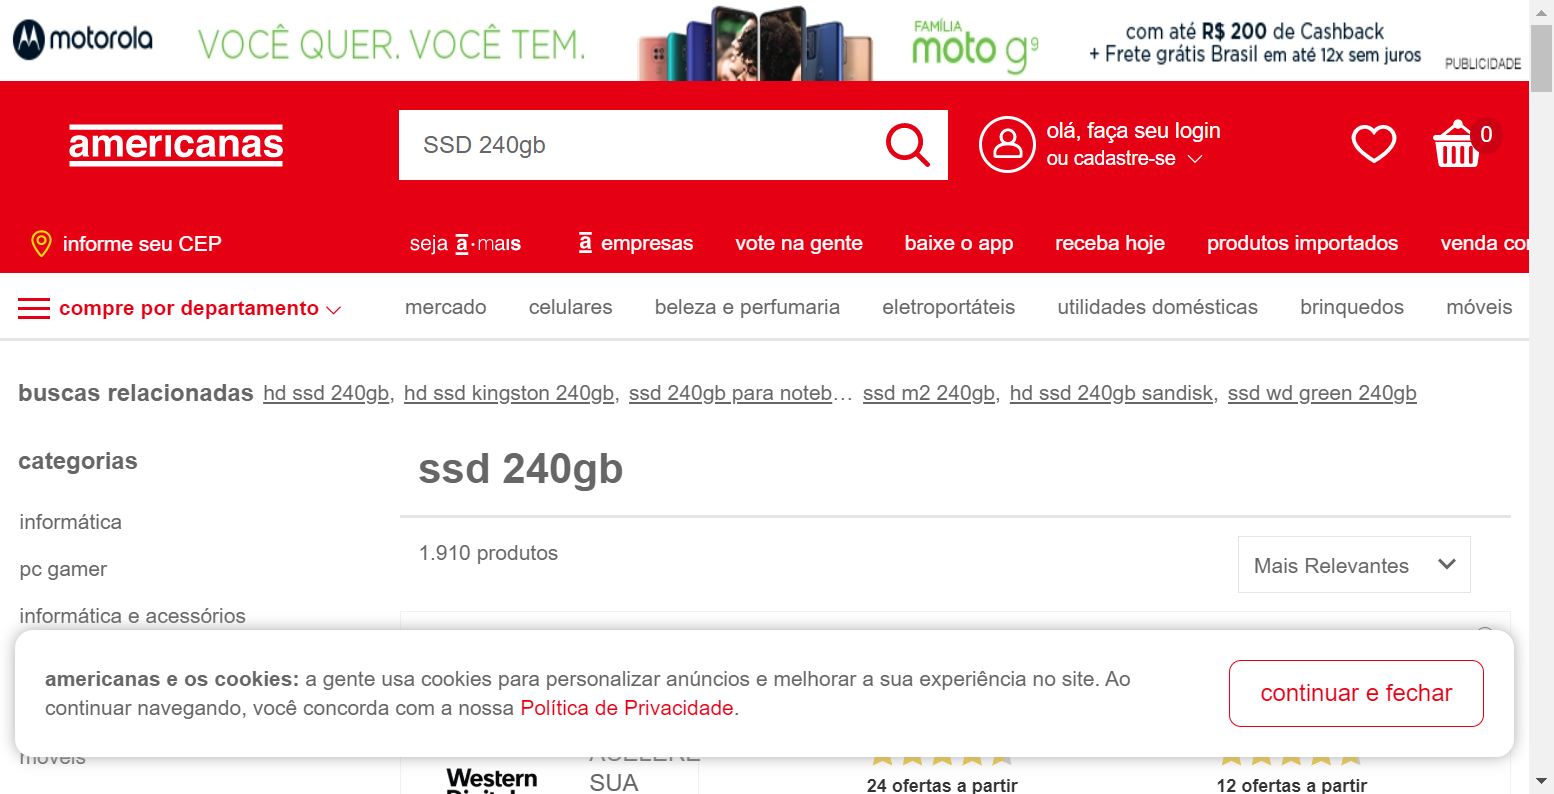 motorola
VOCÊ QUER. VOCÊ TEM.
FAMÍLIA
moto g9
com até R$ 200 de Cashback
+ Frete grátis Brasil em até 12x sem juros
PUBLICIDADE
americanas
SSD 240gb
olá, faça seu login
ou cadastre-se
0
informe seu CEP
seja a·mais
a empresas
vote na gente
baixe o app
receba hoje
produtos importados
venda co
compre por departamento
mercado
celulares
beleza e perfumaria
eletroportáteis
utilidades domésticas
brinquedos
móveis
buscas relacionadas hd ssd 240gb, hd ssd kingston 240gb, ssd 240gb para noteb… ssd m2 240gb, hd ssd 240gb sandisk, ssd wd green 240gb
categorias
ssd 240gb
informática
pc gamer
informática e acessórios
1.910 produtos
Mais Relevantes
americanas e os cookies: a gente usa cookies para personalizar anúncios e melhorar a sua experiência no site. Ao
continuar navegando, você concorda com a nossa Política de Privacidade.
continuar e fechar
móveis
Western
Digital
ACELERE
SUA
24 ofertas a partir
12 ofertas a partir